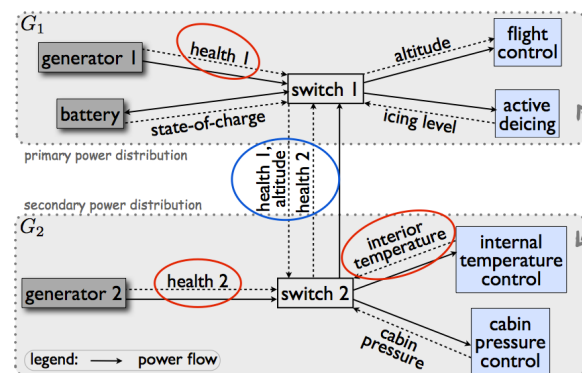 G1
generator 1
health 1
altitude
flight
control
switch 1
battery
state-of-charge
icing level
active
deicing
primary power distribution
health 1,
altitude
health 2
secondary power distribution
G2
interior
temperature
internal
temperature
control
health 2
generator 2
switch 2
cabin
pressure
cabin
pressure
control
legend:
power flow